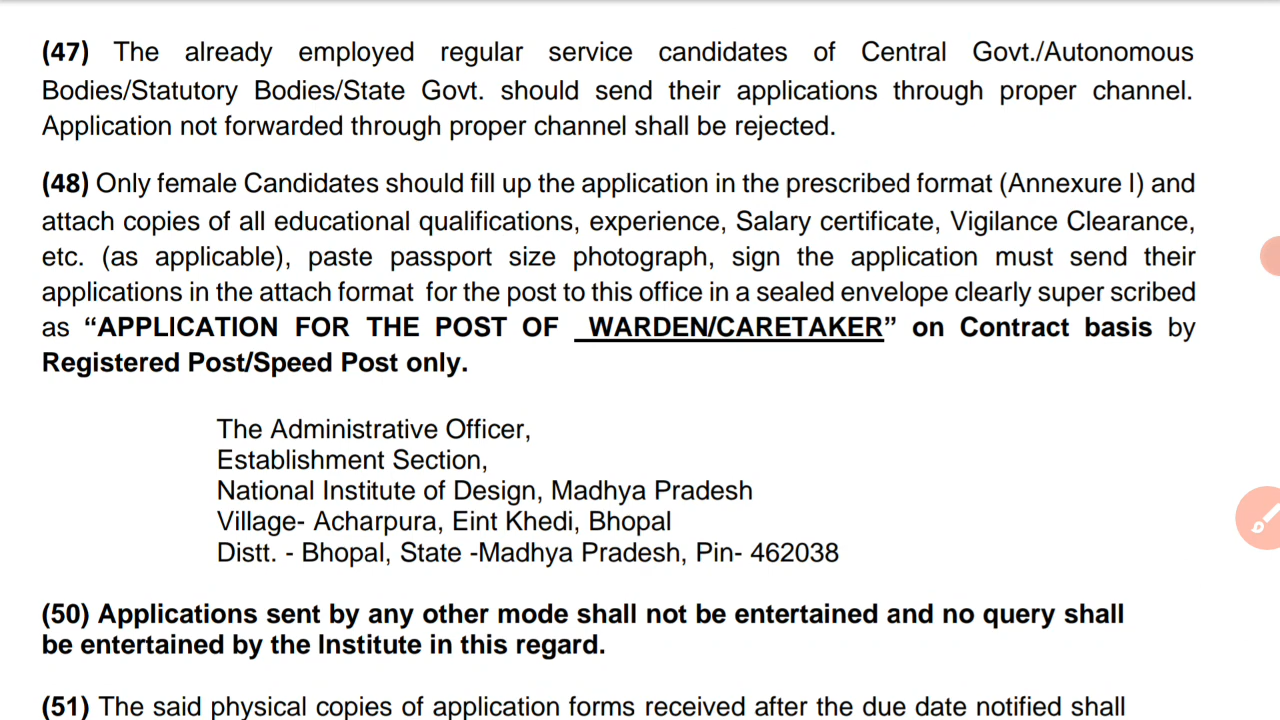 (47) The already employed regular service candidates of Central Govt./Autonomous
Bodies/Statutory Bodies/State Govt. should send their applications through proper channel.
Application not forwarded through proper channel shall be rejected.
(48) Only female Candidates should fill up the application in the prescribed format (Annexure I) and
attach copies of all educational qualifications, experience, Salary certificate, Vigilance Clearance,
etc. (as applicable), paste passport size photograph, sign the application must send their
applications in the attach format for the post to this office in a sealed envelope clearly super scribed
as “APPLICATION FOR THE POST OF WARDEN/CARETAKER” on Contract basis by
Registered Post/Speed Post only.
The Administrative Officer,
Establishment Section,
National Institute of Design, Madhya Pradesh
Village- Acharpura, Eint Khedi, Bhopal
Distt. - Bhopal, State -Madhya Pradesh, Pin- 462038
(50) Applications sent by any other mode shall not be entertained and no query shall
be entertained by the Institute in this regard.
(51) The said physical copies of application forms received after the due date notified shall